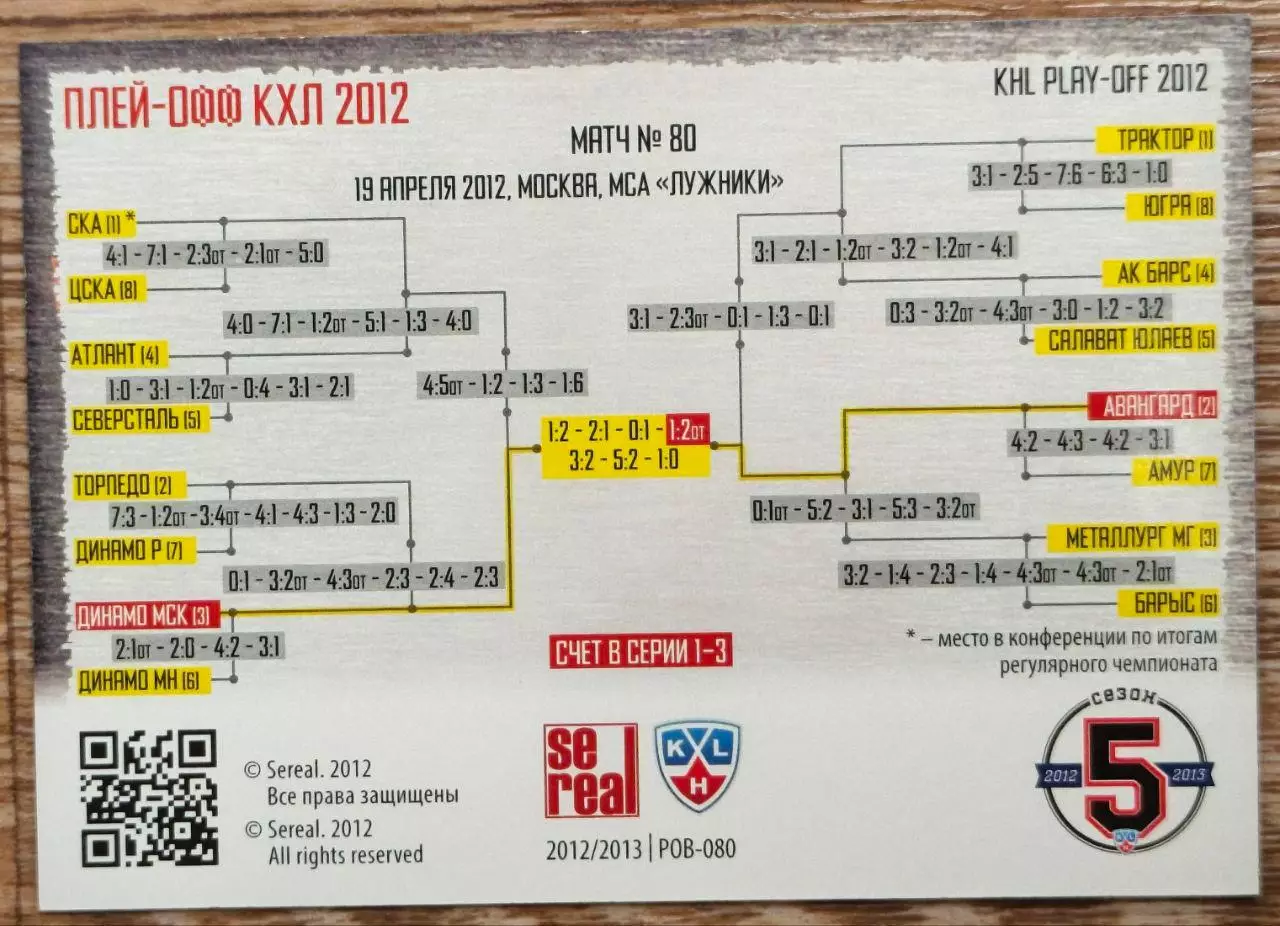 ПЛЕЙ-ОФФ КХЛ 2012
KHL PLAY-OFF 2012
МАТЧ № 80
19 АПРЕЛЯ 2012, МОСКВА, МСА «ЛУЖНИКИ»
СКА (1) *
4:1 - 7:1 - 2:3от - 2:1от - 5:0
ЦСКА (8)
4:0 - 7:1 - 1:2от - 5:1 - 1:3 - 4:0
АТЛАНТ (4)
1:0 - 3:1 - 1:2от - 0:4 - 3:1 - 2:1
СЕВЕРСТАЛЬ (5)
4:5от - 1:2 - 1:3 - 1:6
ТОРПЕДО (2)
7:3 - 1:2от - 3:4от - 4:1 - 4:3 - 1:3 - 2:0
ДИНАМО Р (7)
0:1 - 3:2от - 4:3от - 2:3 - 2:4 - 2:3
ДИНАМО МСК (3)
2:1от - 2:0 - 4:2 - 3:1
ДИНАМО МН (6)
1:2 - 2:1 - 0:1 - 1:2от
3:2 - 5:2 - 1:0
ТРАКТОР (1)
3:1 - 2:5 - 7:6 - 6:3 - 1:0
ЮГРА (8)
3:1 - 2:1 - 1:2от - 3:2 - 1:2от - 4:1
АК БАРС (4)
0:3 - 3:2от - 4:3от - 3:0 - 1:2 - 3:2
САЛАВАТ ЮЛАЕВ (5)
3:1 - 2:3от - 0:1 - 1:3 - 0:1
АВАНГАРД (2)
4:2 - 4:3 - 4:2 - 3:1
АМУР (7)
0:1от - 5:2 - 3:1 - 5:3 - 3:2от
МЕТАЛЛУРГ МГ (3)
3:2 - 1:4 - 2:3 - 1:4 - 4:3от - 4:3от - 2:1от
БАРЫС (6)
* – место в конференции по итогам
регулярного чемпионата
СЧЕТ В СЕРИИ 1-3
© Sereal. 2012
Все права защищены
© Sereal. 2012
All rights reserved
se
real
KHL
2012/2013 | POB-080
СЕЗОН
2012 5 2013
KHL